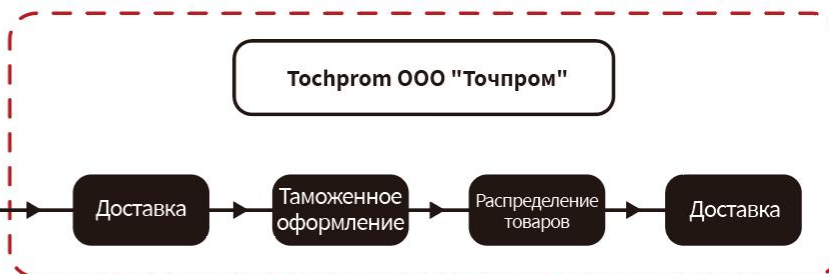 Tochprom ООО "Точпром"
Доставка
Таможенное
оформление
Распределение
товаров
Доставка